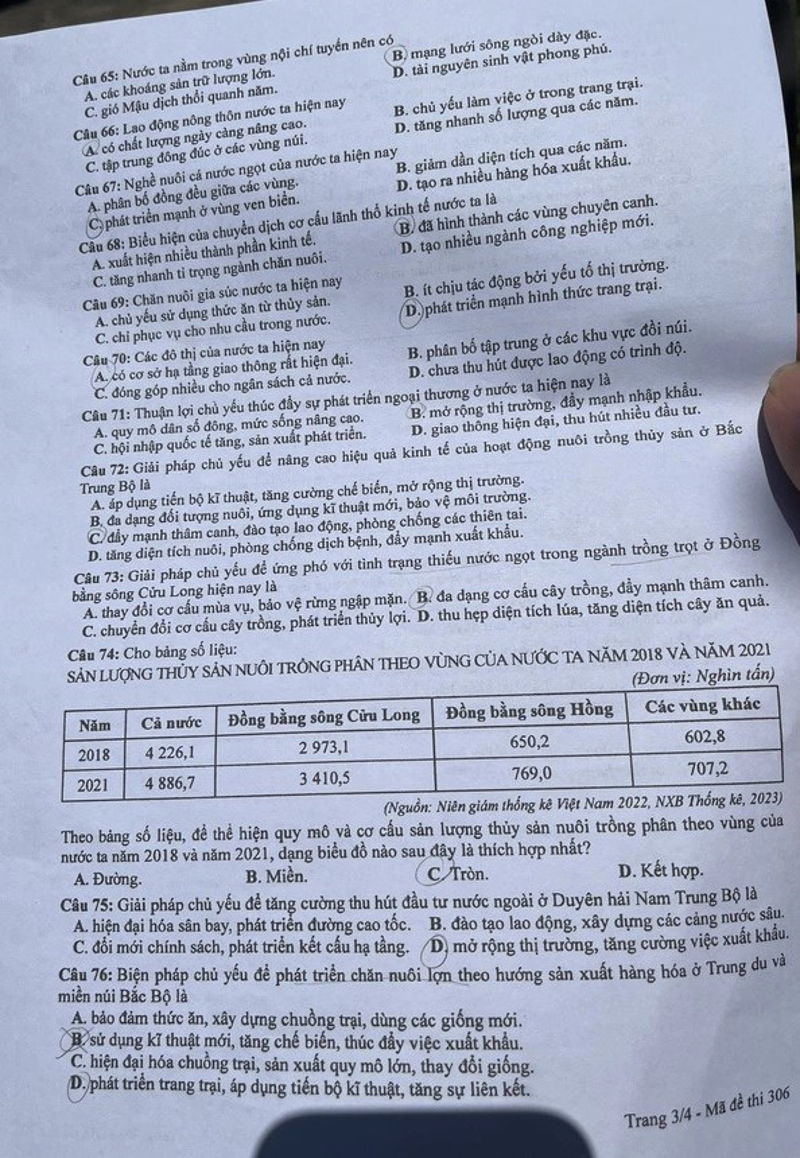 Câu 65: Nước ta nằm trong vùng nội chí tuyến nên có
A. các khoáng sản trữ lượng lớn. B. mạng lưới sông ngòi dày đặc.
C. gió Mậu dịch thổi quanh năm. D. tài nguyên sinh vật phong phú.
Câu 66: Lao động nông thôn nước ta hiện nay
A. có chất lượng ngày càng nâng cao. B. chủ yếu làm việc ở trong trang trại.
C. tập trung đông đúc ở các vùng núi. D. tăng nhanh số lượng qua các năm.
Câu 67: Nghề nuôi cá nước ngọt của nước ta hiện nay
A. phân bố đồng đều giữa các vùng. B. giảm dần diện tích qua các năm.
C. phát triển mạnh ở vùng ven biển. D. tạo ra nhiều hàng hóa xuất khẩu.
Câu 68: Biểu hiện của chuyển dịch cơ cấu lãnh thổ kinh tế nước ta là
A. xuất hiện nhiều thành phần kinh tế. B. đã hình thành các vùng chuyên canh.
C. tăng nhanh tỉ trọng ngành chăn nuôi. D. tạo nhiều ngành công nghiệp mới.
Câu 69: Chăn nuôi gia súc nước ta hiện nay
A. chủ yếu sử dụng thức ăn từ thủy sản. B. ít chịu tác động bởi yếu tố thị trường.
C. chỉ phục vụ cho nhu cầu trong nước. D. phát triển mạnh hình thức trang trại.
Câu 70: Các đô thị của nước ta hiện nay
A. có cơ sở hạ tầng giao thông rất hiện đại. B. phân bố tập trung ở các khu vực đồi núi.
C. đóng góp nhiều cho ngân sách cả nước. D. chưa thu hút được lao động có trình độ.
Câu 71: Thuận lợi chủ yếu thúc đẩy sự phát triển ngoại thương ở nước ta hiện nay là
A. quy mô dân số đông, mức sống nâng cao. B. mở rộng thị trường, đẩy mạnh nhập khẩu.
C. hội nhập quốc tế tăng, sản xuất phát triển. D. giao thông hiện đại, thu hút nhiều đầu tư.
Câu 72: Giải pháp chủ yếu để nâng cao hiệu quả kinh tế của hoạt động nuôi trồng thủy sản ở Bắc
Trung Bộ là
A. áp dụng tiến bộ kĩ thuật, tăng cường chế biến, mở rộng thị trường.
B. đa dạng đối tượng nuôi, ứng dụng kĩ thuật mới, bảo vệ môi trường.
C. đẩy mạnh thâm canh, đào tạo lao động, phòng chống các thiên tai.
D. tăng diện tích nuôi, phòng chống dịch bệnh, đẩy mạnh xuất khẩu.
Câu 73: Giải pháp chủ yếu để ứng phó với tình trạng thiếu nước ngọt trong ngành trồng trọt ở Đồng
bằng sông Cửu Long hiện nay là
A. thay đổi cơ cấu mùa vụ, bảo vệ rừng ngập mặn. B. đa dạng cơ cấu cây trồng, đẩy mạnh thâm canh.
C. chuyển đổi cơ cấu cây trồng, phát triển thủy lợi. D. thu hẹp diện tích lúa, tăng diện tích cây ăn quả.
Câu 74: Cho bảng số liệu:
SẢN LƯỢNG THỦY SẢN NUÔI TRỒNG PHÂN THEO VÙNG CỦA NƯỚC TA NĂM 2018 VÀ NĂM 2021
(Đơn vị: Nghìn tấn)
Năm Cả nước Đồng bằng sông Cửu Long Đồng bằng sông Hồng Các vùng khác
2018 4 226,1 2 973,1 650,2 602,8
2021 4 886,7 3 410,5 769,0 707,2
(Nguồn: Niên giám thống kê Việt Nam 2022, NXB Thống kê, 2023)
Theo bảng số liệu, để thể hiện quy mô và cơ cấu sản lượng thủy sản nuôi trồng phân theo vùng của
nước ta năm 2018 và năm 2021, dạng biểu đồ nào sau đây là thích hợp nhất?
A. Đường. B. Miền. C. Tròn. D. Kết hợp.
Câu 75: Giải pháp chủ yếu để tăng cường thu hút đầu tư nước ngoài ở Duyên hải Nam Trung Bộ là
A. hiện đại hóa sân bay, phát triển đường cao tốc. B. đào tạo lao động, xây dựng các cảng nước sâu.
C. đổi mới chính sách, phát triển kết cấu hạ tầng. D. mở rộng thị trường, tăng cường việc xuất khẩu.
Câu 76: Biện pháp chủ yếu để phát triển chăn nuôi lợn theo hướng sản xuất hàng hóa ở Trung du và
miền núi Bắc Bộ là
A. bảo đảm thức ăn, xây dựng chuồng trại, dùng các giống mới.
B. sử dụng kĩ thuật mới, tăng chế biến, thúc đẩy việc xuất khẩu.
C. hiện đại hóa chuồng trại, sản xuất quy mô lớn, thay đổi giống.
D. phát triển trang trại, áp dụng tiến bộ kĩ thuật, tăng sự liên kết.
Trang 3/4 - Mã đề thi 306